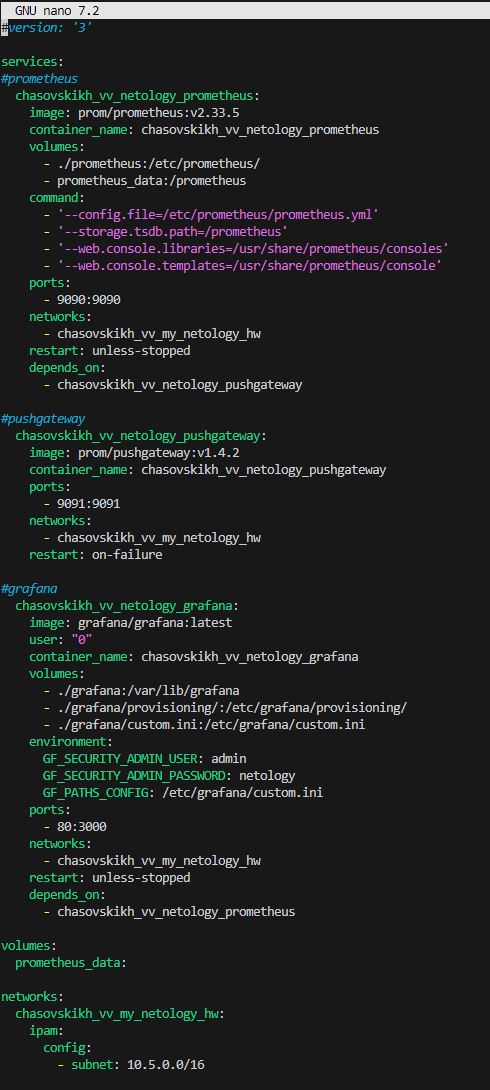 GNU nano 7.2
#version: '3'
services:
#prometheus
  chasovskikh_vv_netology_prometheus:
    image: prom/prometheus:v2.33.5
    container_name: chasovskikh_vv_netology_prometheus
    volumes:
      - ./prometheus:/etc/prometheus/
      - prometheus_data:/prometheus
    command:
      - '--config.file=/etc/prometheus/prometheus.yml'
      - '--storage.tsdb.path=/prometheus'
      - '--web.console.libraries=/usr/share/prometheus/consoles'
      - '--web.console.templates=/usr/share/prometheus/console'
    ports:
      - 9090:9090
    networks:
      - chasovskikh_vv_my_netology_hw
    restart: unless-stopped
    depends_on:
      - chasovskikh_vv_netology_pushgateway
#pushgateway
  chasovskikh_vv_netology_pushgateway:
    image: prom/pushgateway:v1.4.2
    container_name: chasovskikh_vv_netology_pushgateway
    ports:
      - 9091:9091
    networks:
      - chasovskikh_vv_my_netology_hw
    restart: on-failure
#grafana
  chasovskikh_vv_netology_grafana:
    image: grafana/grafana:latest
    user: "0"
    container_name: chasovskikh_vv_netology_grafana
    volumes:
      - ./grafana:/var/lib/grafana
      - ./grafana/provisioning/:/etc/grafana/provisioning/
      - ./grafana/custom.ini:/etc/grafana/custom.ini
    environment:
      GF_SECURITY_ADMIN_USER: admin
      GF_SECURITY_ADMIN_PASSWORD: netology
      GF_PATHS_CONFIG: /etc/grafana/custom.ini
    ports:
      - 80:3000
    networks:
      - chasovskikh_vv_my_netology_hw
    restart: unless-stopped
    depends_on:
      - chasovskikh_vv_netology_prometheus
volumes:
  prometheus_data:
networks:
  chasovskikh_vv_my_netology_hw:
    ipam:
      config:
        - subnet: 10.5.0.0/16